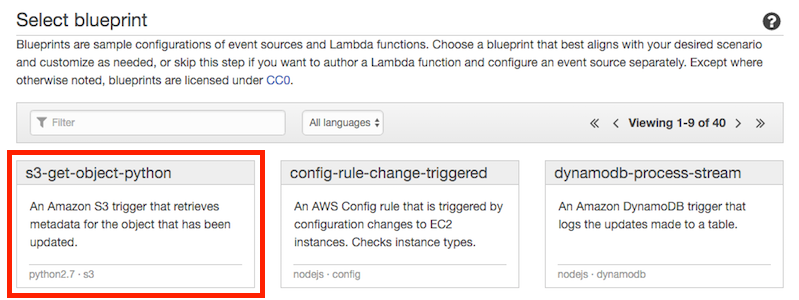 Select blueprint
?
Blueprints are sample configurations of event sources and Lambda functions. Choose a blueprint that best aligns with your desired scenario
and customize as needed, or skip this step if you want to author a Lambda function and configure an event source separately. Except where
otherwise noted, blueprints are licensed under CC0.
Filter
All languages
« ‹ Viewing 1-9 of 40 › »
s3-get-object-python
An Amazon S3 trigger that retrieves
metadata for the object that has been
updated.
python2.7 · s3
config-rule-change-triggered
An AWS Config rule that is triggered by
configuration changes to EC2
instances. Checks instance types.
nodejs · config
dynamodb-process-stream
An Amazon DynamoDB trigger that
logs the updates made to a table.
nodejs · dynamodb